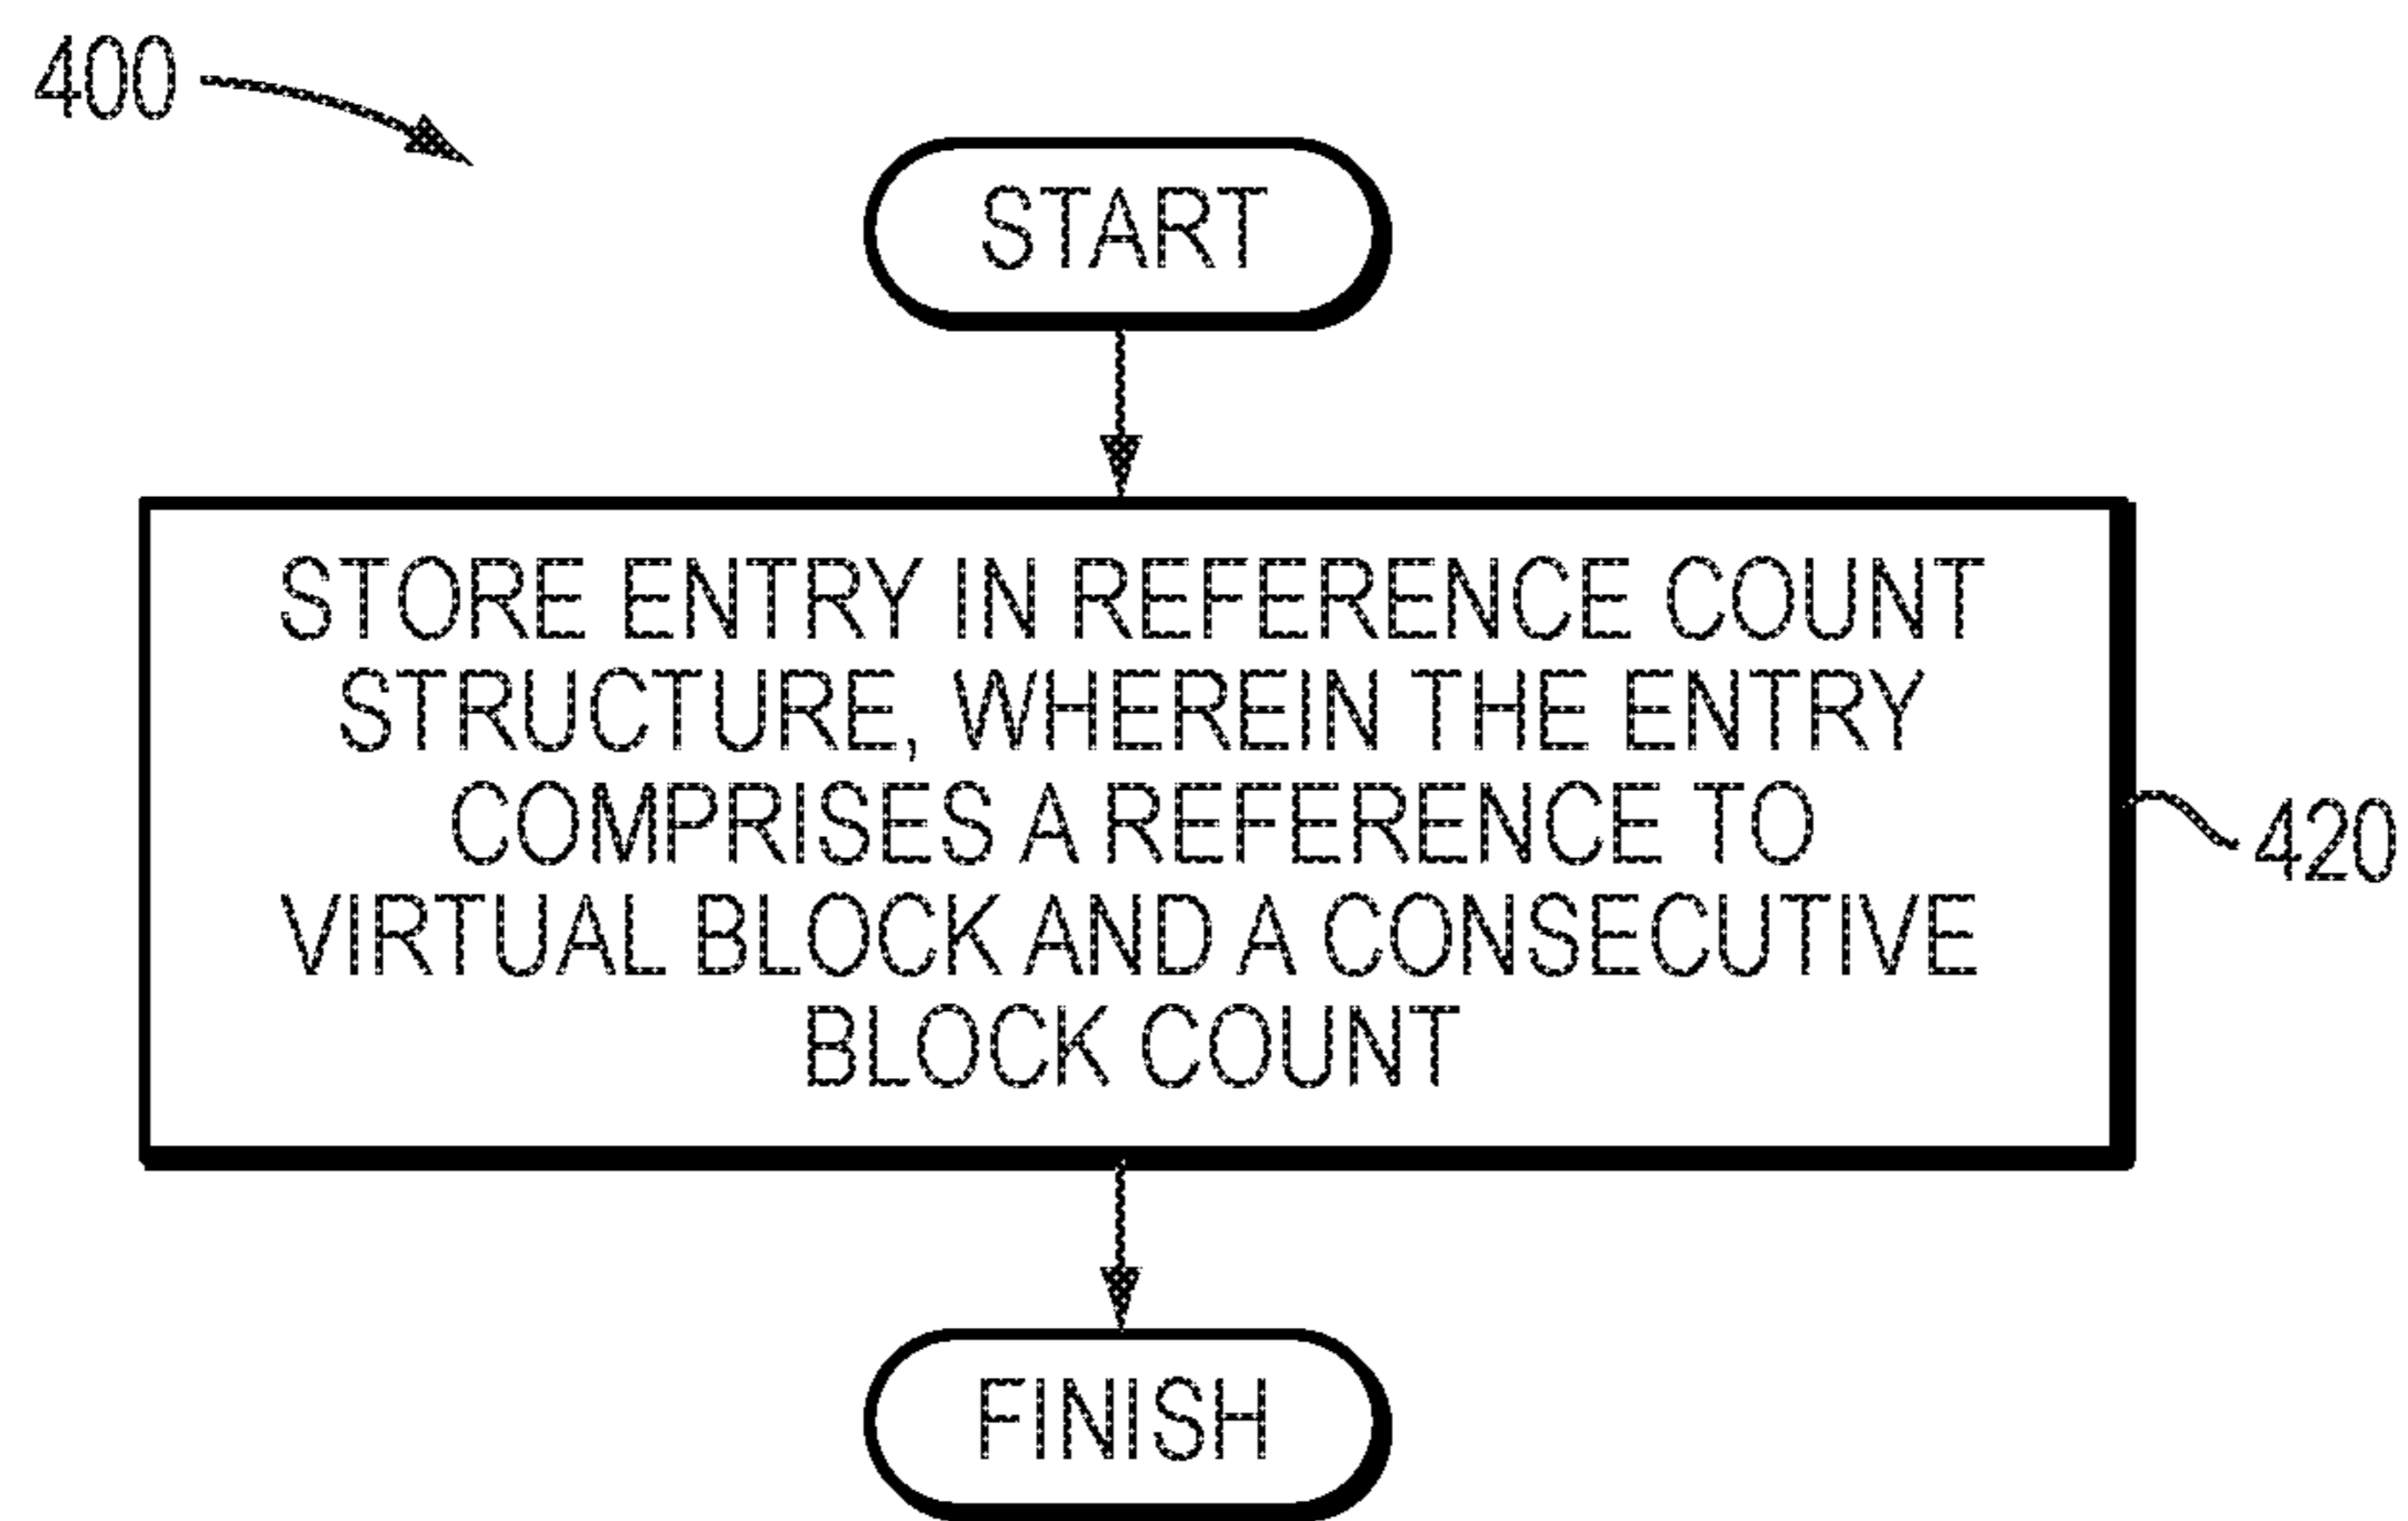 400
START
STORE ENTRY IN REFERENCE COUNT
STRUCTURE, WHEREIN THE ENTRY
COMPRISES A REFERENCE TO
VIRTUAL BLOCK AND A CONSECUTIVE
BLOCK COUNT
420
FINISH